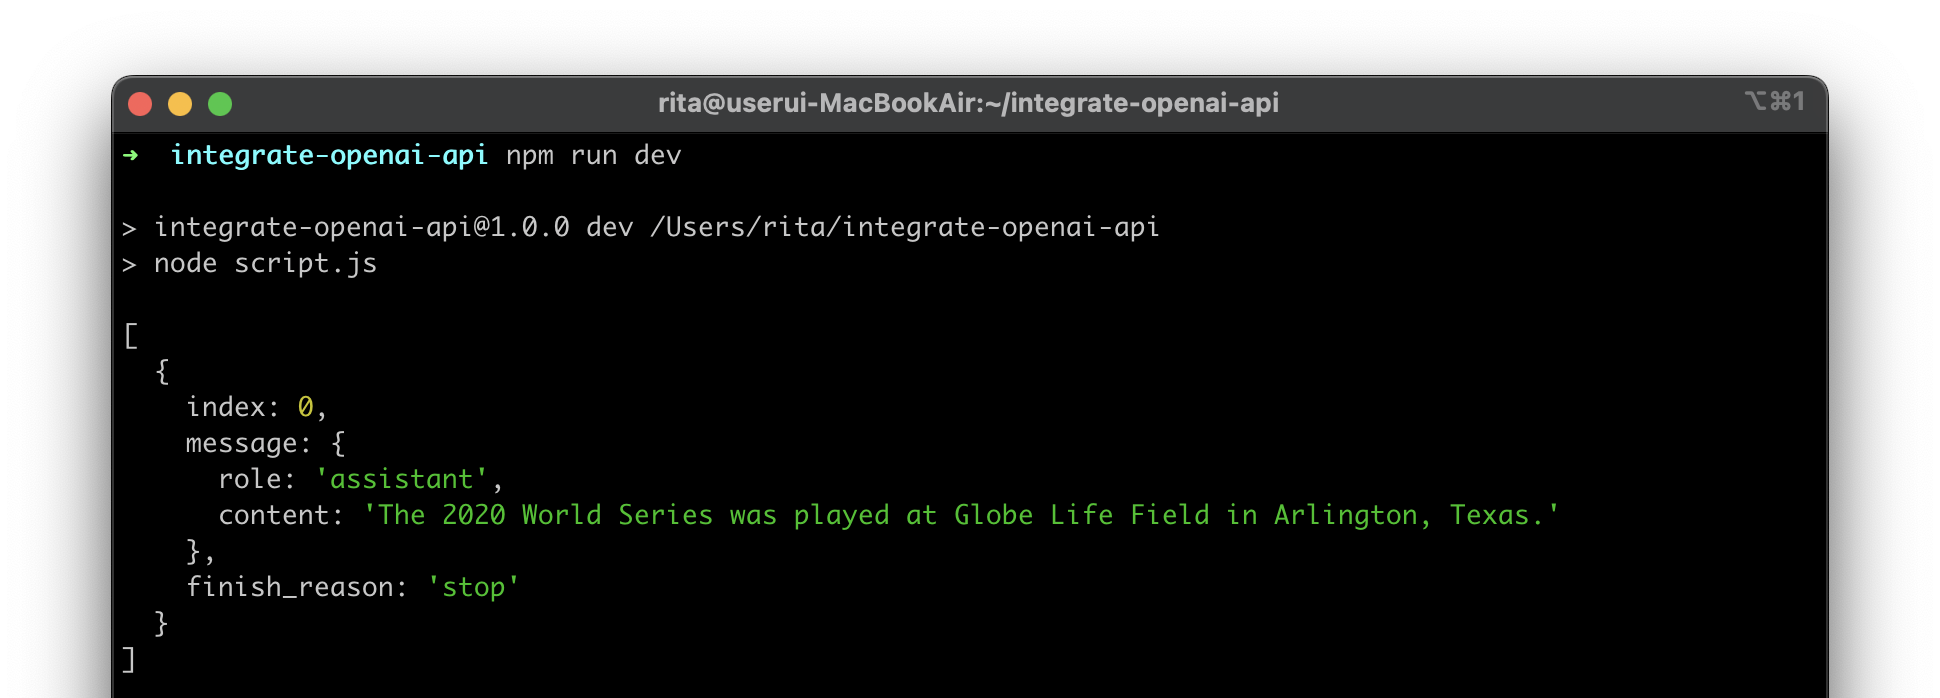 rita@userui-MacBookAir:~/integrate-openai-api ⌥⌘1
➜ integrate-openai-api npm run dev
> integrate-openai-api@1.0.0 dev /Users/rita/integrate-openai-api
> node script.js
[
  {
    index: 0,
    message: {
      role: 'assistant',
      content: 'The 2020 World Series was played at Globe Life Field in Arlington, Texas.'
    },
    finish_reason: 'stop'
  }
]